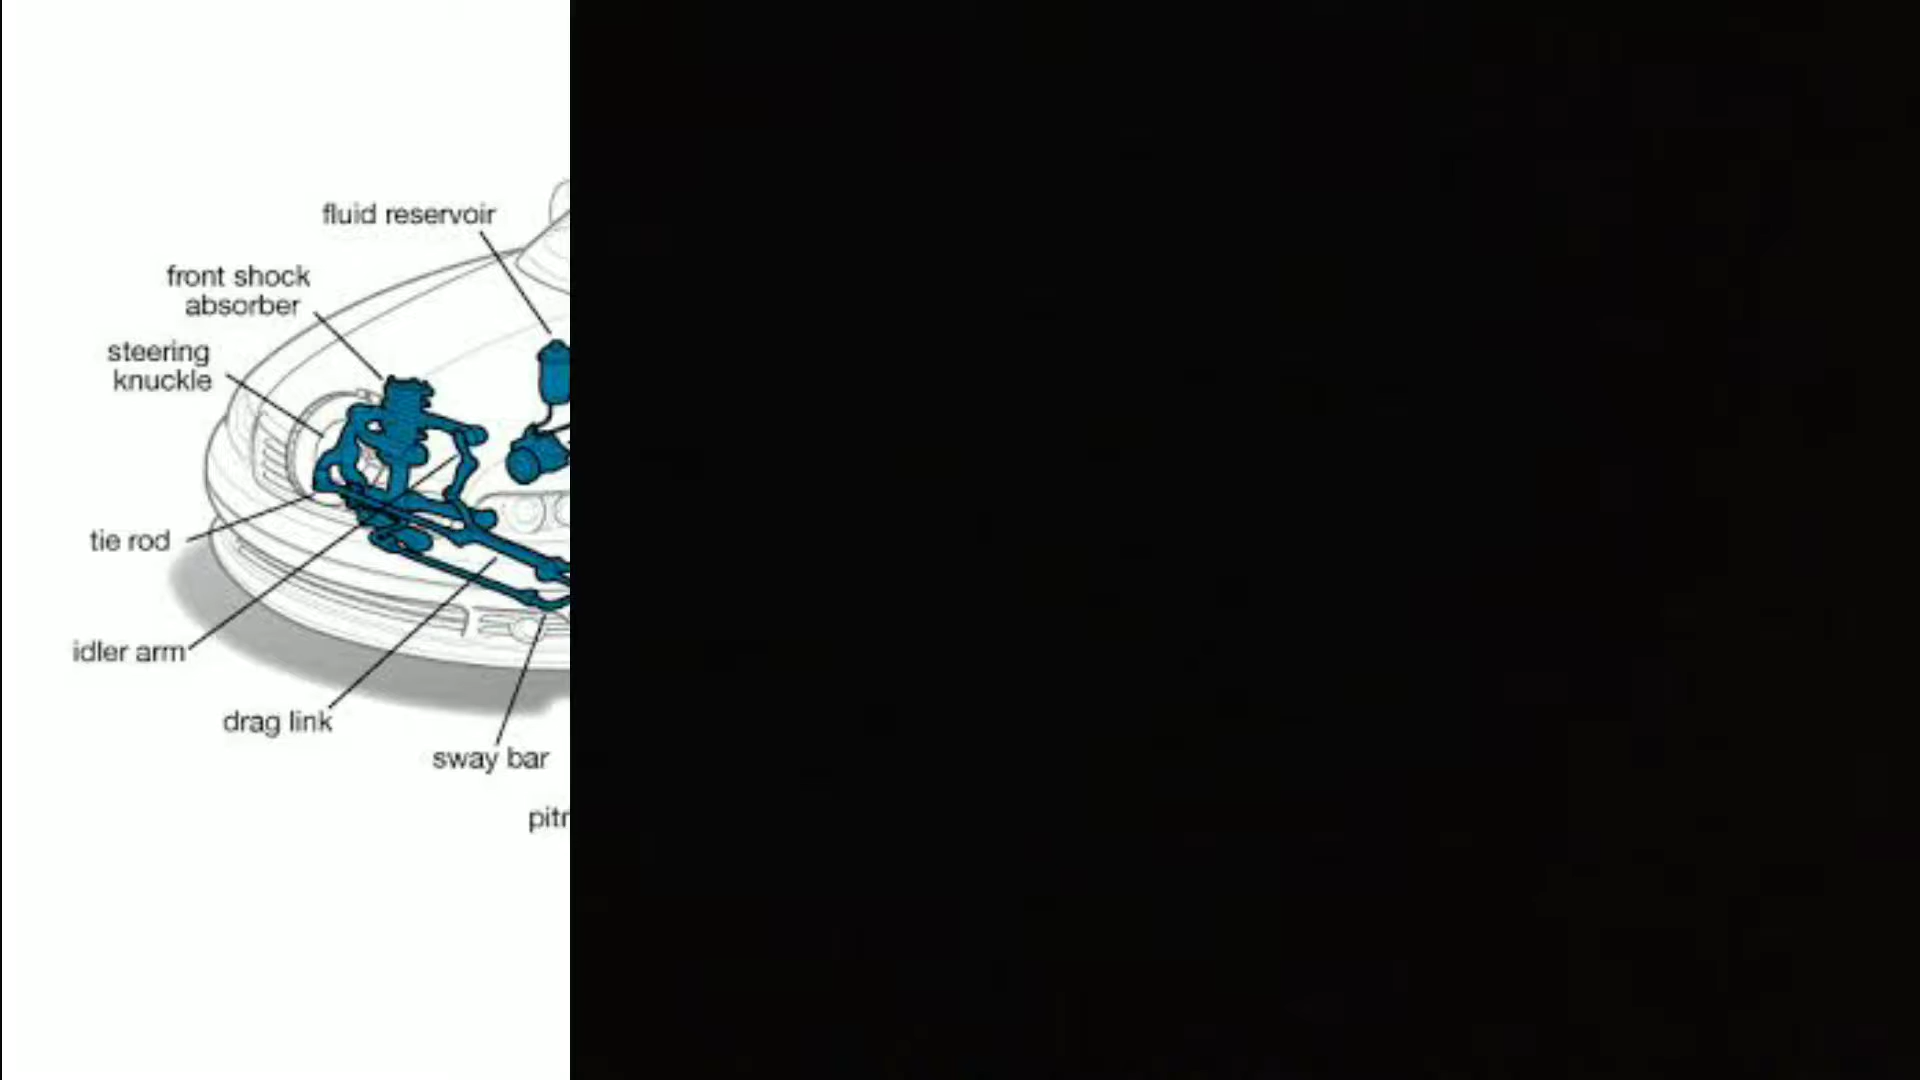 fluid reservoir
front shock
absorber
steering
knuckle
tie rod
idler arm
drag link
sway bar